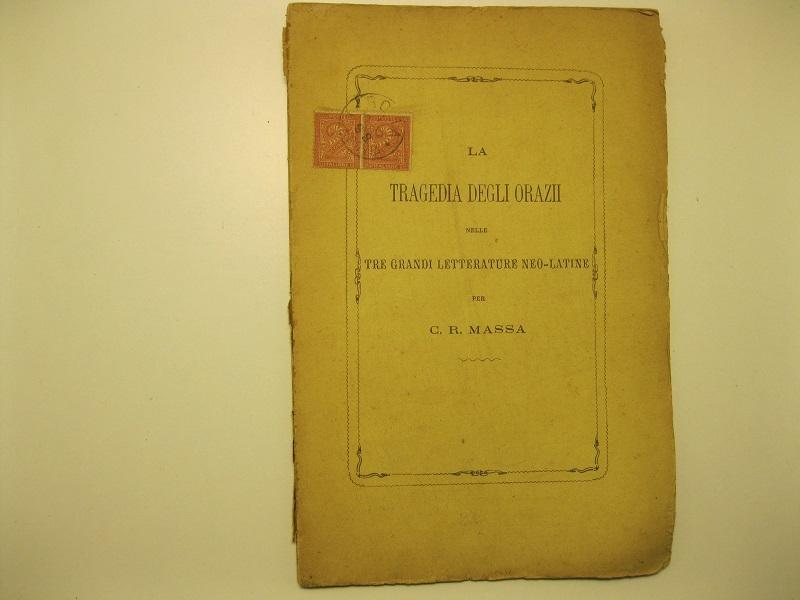 LA
TRAGEDIA DEGLI ORAZII
NELLE
TRE GRANDI LETTERATURE NEO-LATINE
PER
C. R. MASSA